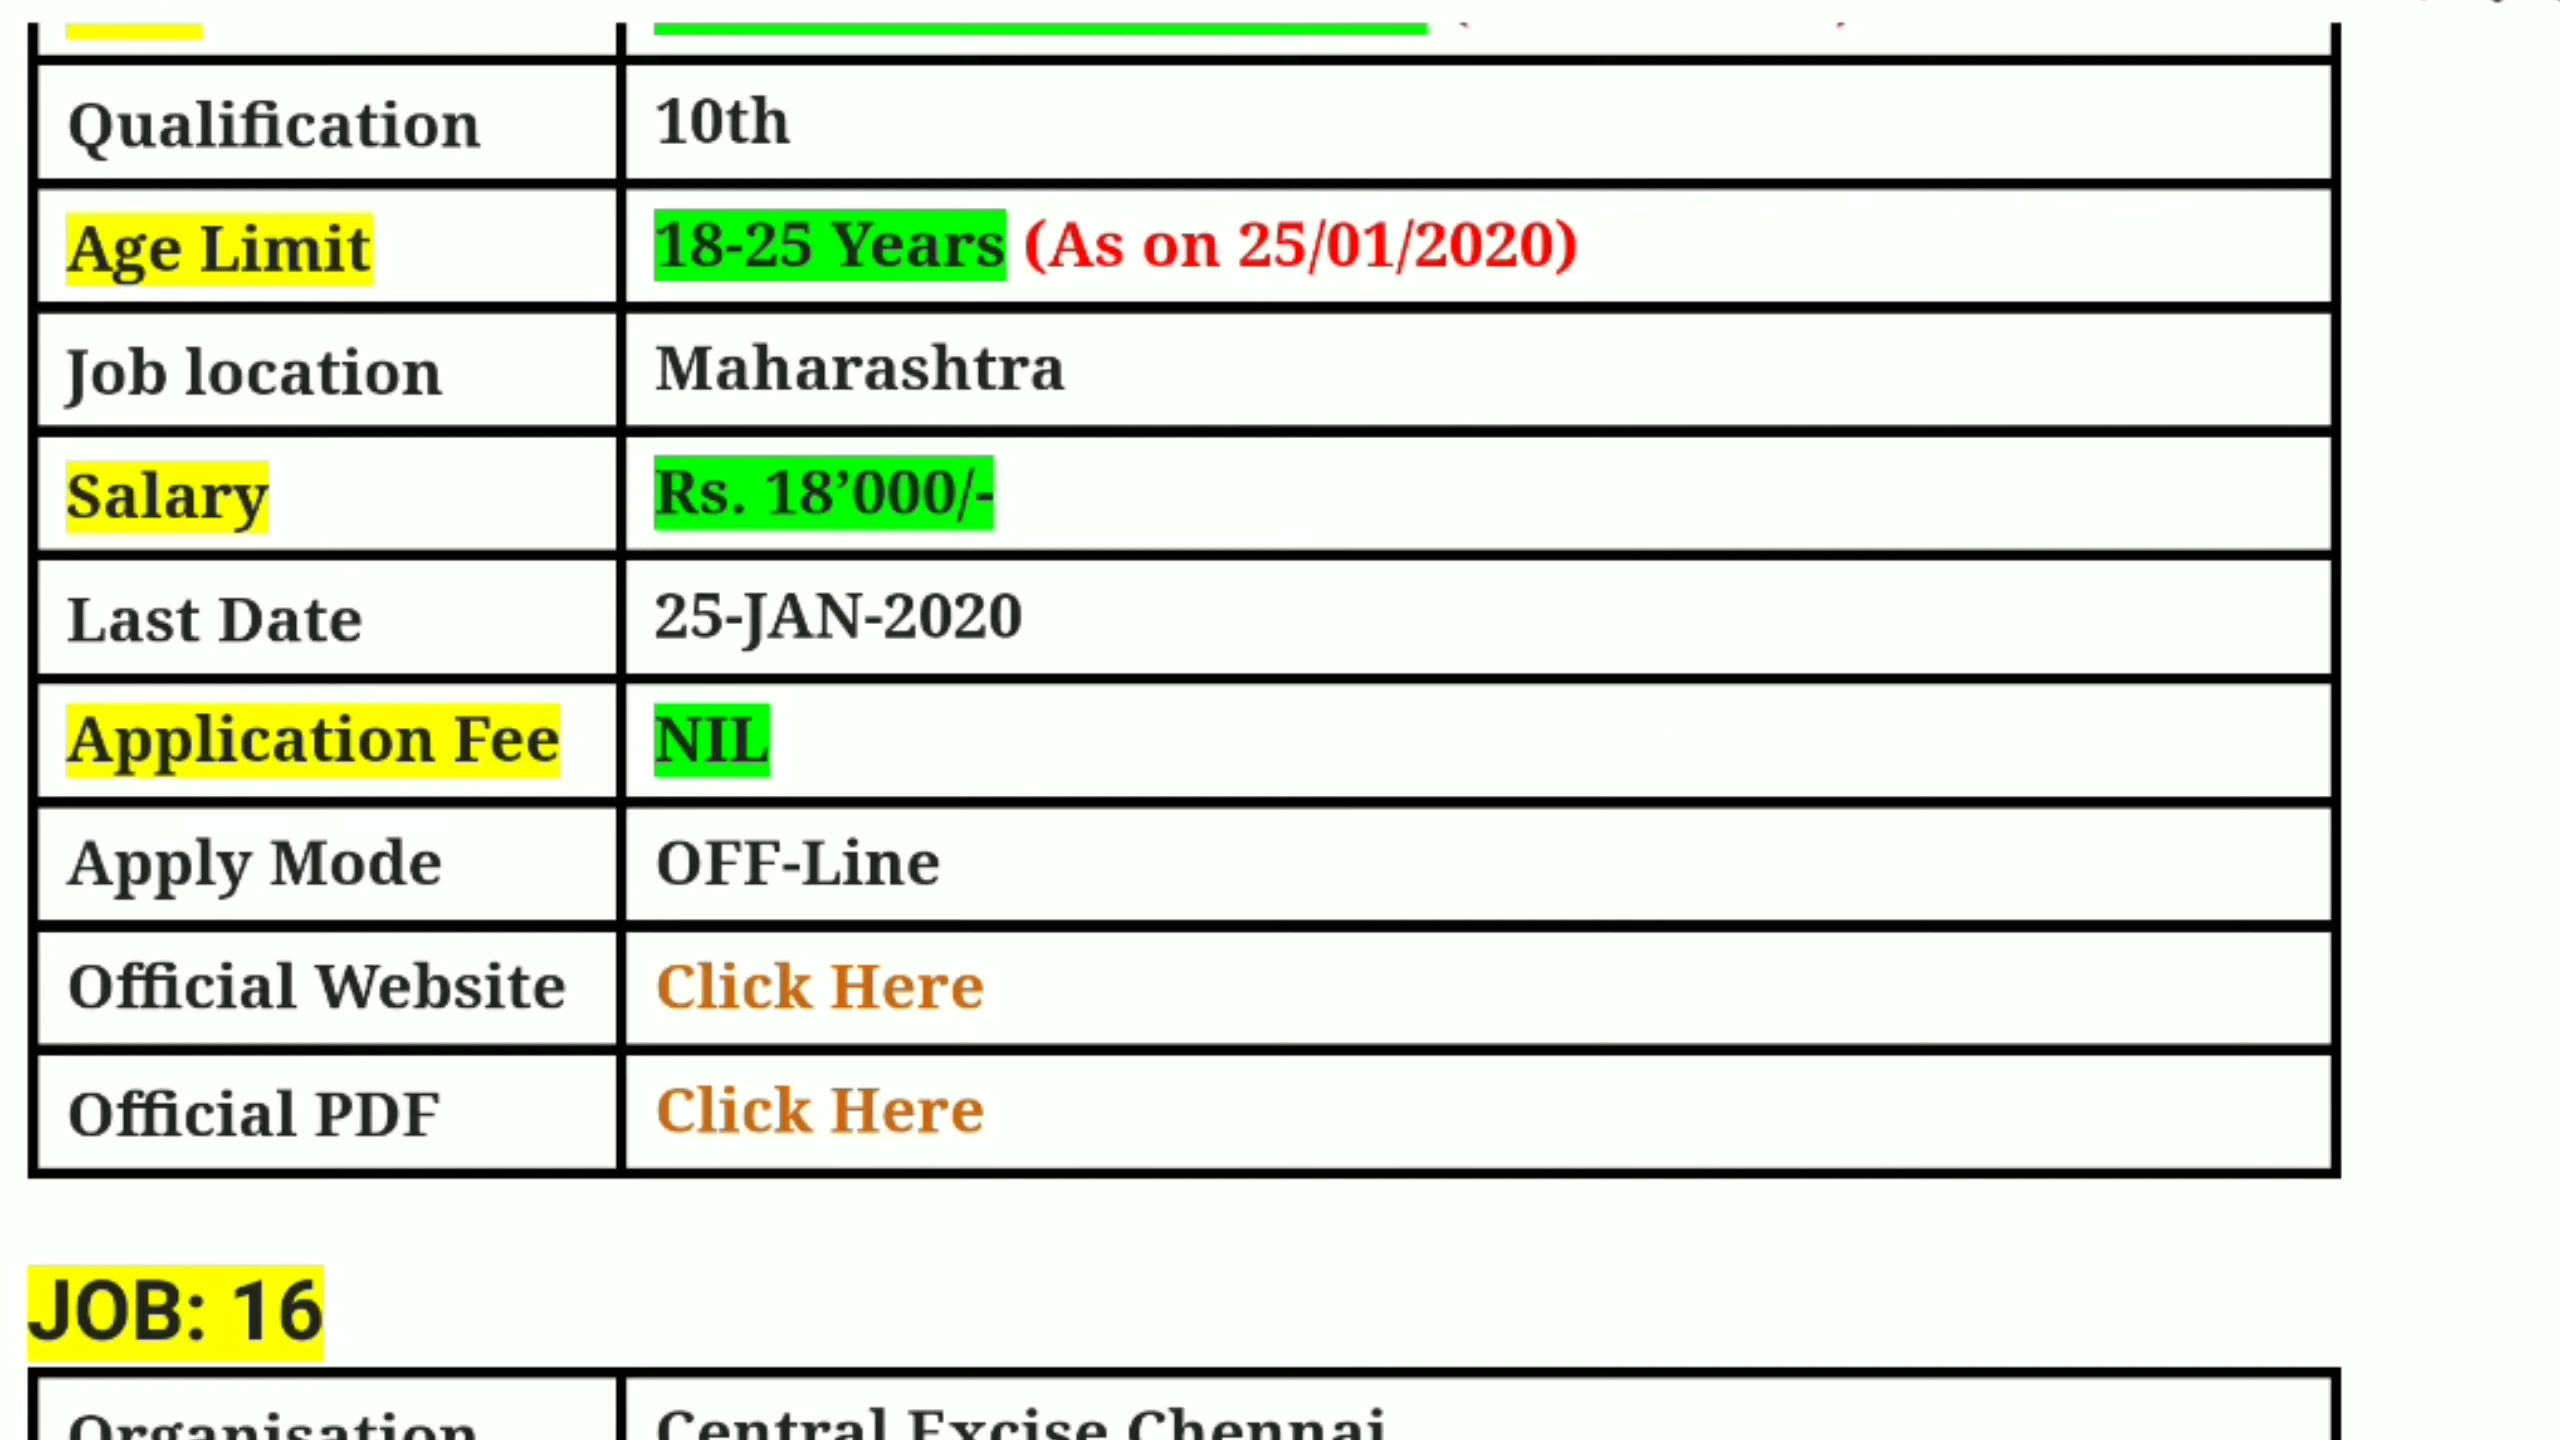 Qualification 10th
Age Limit 18-25 Years (As on 25/01/2020)
Job location Maharashtra
Salary Rs. 18’000/-
Last Date 25-JAN-2020
Application Fee NIL
Apply Mode OFF-Line
Official Website Click Here
Official PDF Click Here
JOB: 16
Organisation Central Excise Chennai